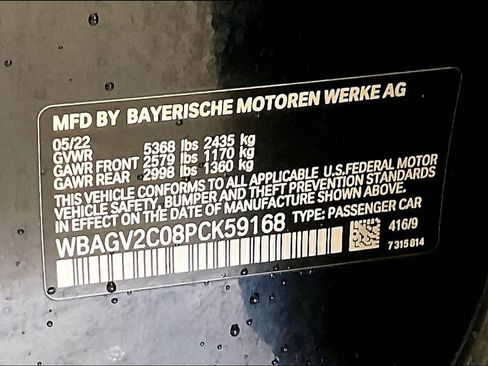 MFD BY BAYERISCHE MOTOREN WERKE AG
05/22
GVWR 5368 lbs 2435 kg
GAWR FRONT 2579 lbs 1170 kg
GAWR REAR 2998 lbs 1360 kg
THIS VEHICLE CONFORMS TO ALL APPLICABLE U.S.FEDERAL MOTOR
VEHICLE SAFETY, BUMPER AND THEFT PREVENTION STANDARDS
IN EFFECT ON THE DATE OF MANUFACTURE SHOWN ABOVE.
WBAGV2C08PCK59168 TYPE: PASSENGER CAR
416/9
7 315 814